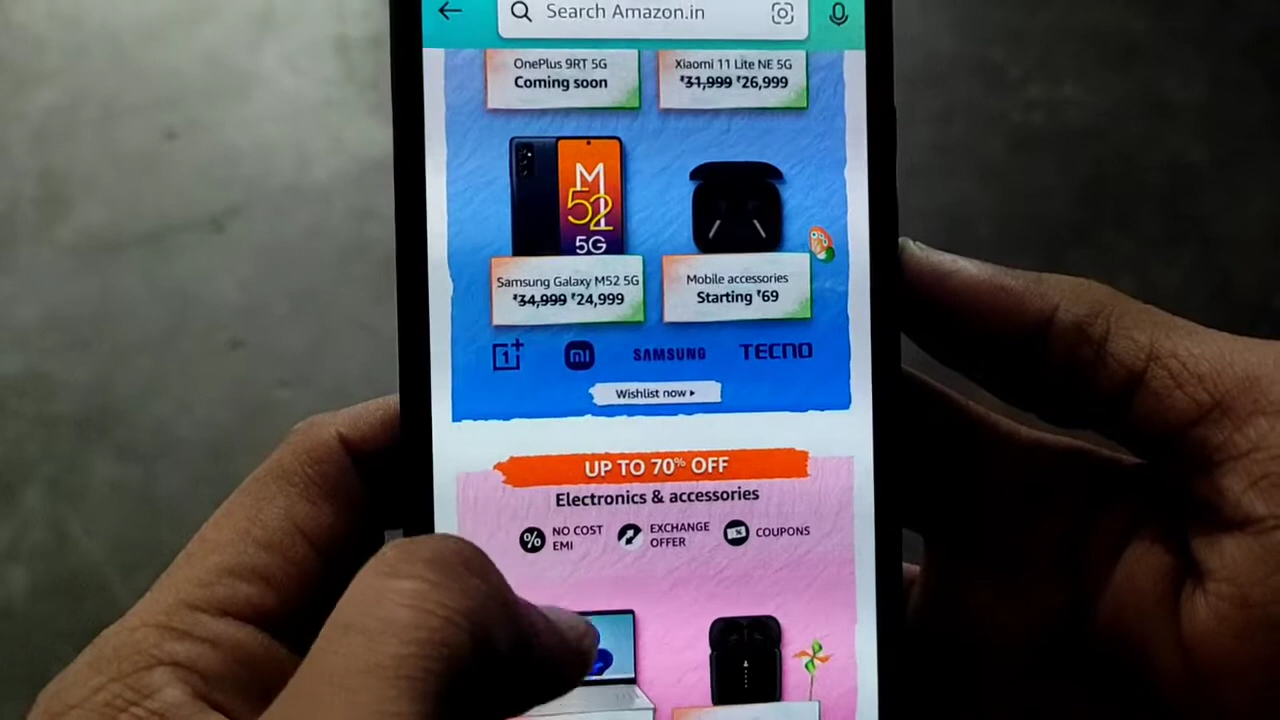 Search Amazon.in
OnePlus 9RT 5G
Coming soon
Xiaomi 11 Lite NE 5G
₹31,999 ₹26,999
M
52
5G
Samsung Galaxy M52 5G
₹34,999 ₹24,999
Mobile accessories
Starting ₹69
1+
mi
SAMSUNG
TECNO
Wishlist now ▸
UP TO 70% OFF
Electronics & accessories
% NO COST
EMI
EXCHANGE
OFFER
COUPONS